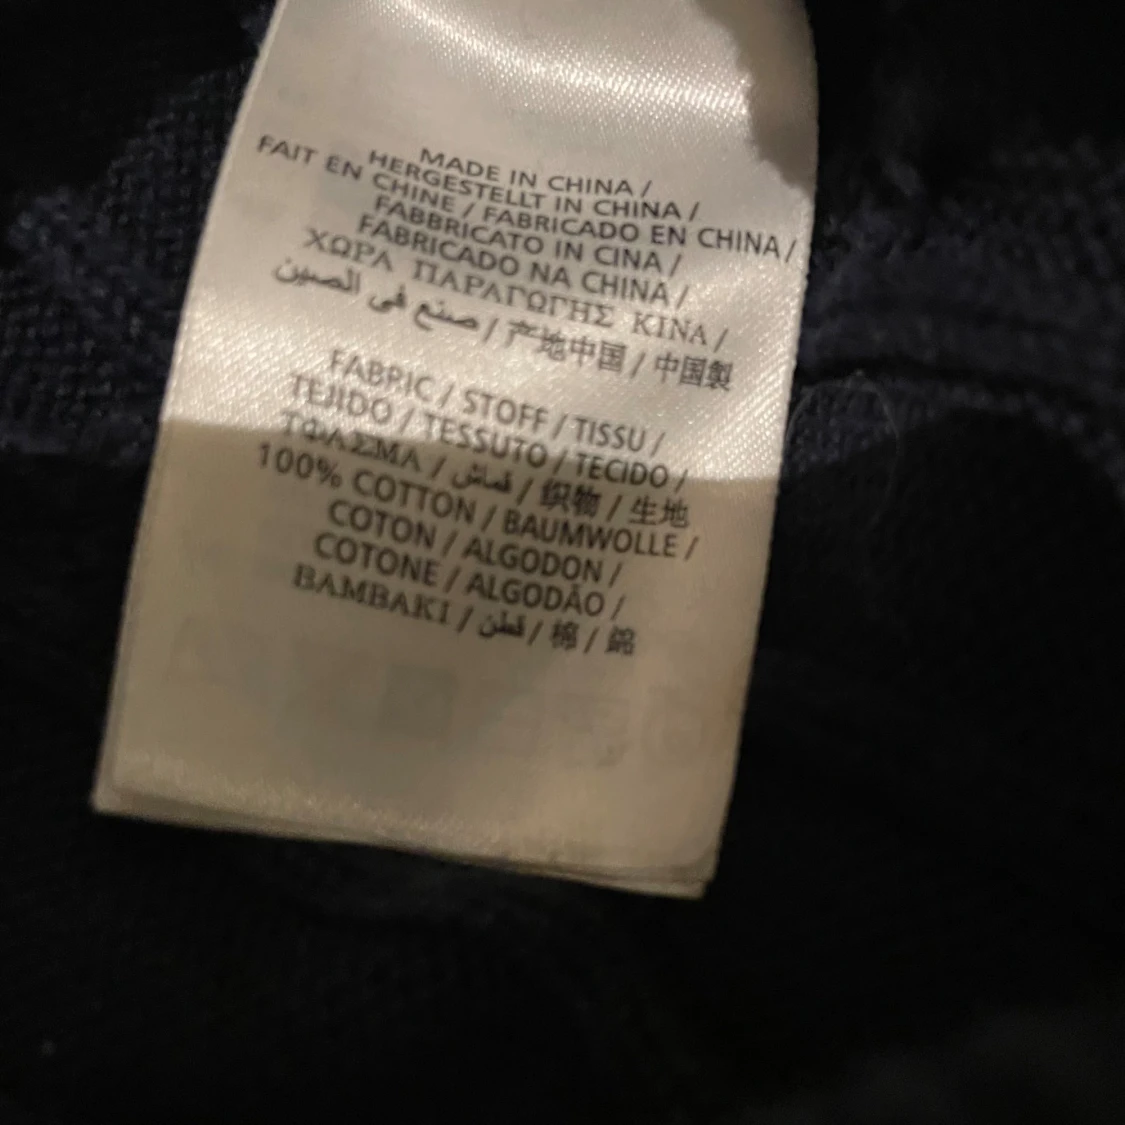 MADE IN CHINA /
HERGESTELLT IN CHINA /
FAIT EN CHINE / FABRICADO EN CHINA /
FABBRICATO IN CINA /
FABRICADO NA CHINA /
ΧΩΡΑ ΠΑΡΑΓΩΓΗΣ ΚΙΝΑ /
صنع في الصين / 产地中国 / 中国製
FABRIC / STOFF / TISSU /
TEJIDO / TESSUTO / TECIDO /
ΥΦΑΣΜΑ / قماش / 织物 / 生地
100% COTTON / BAUMWOLLE /
COTON / ALGODON /
COTONE / ALGODÃO /
ΒΑΜΒΑΚΙ / قطن / 棉 / 綿